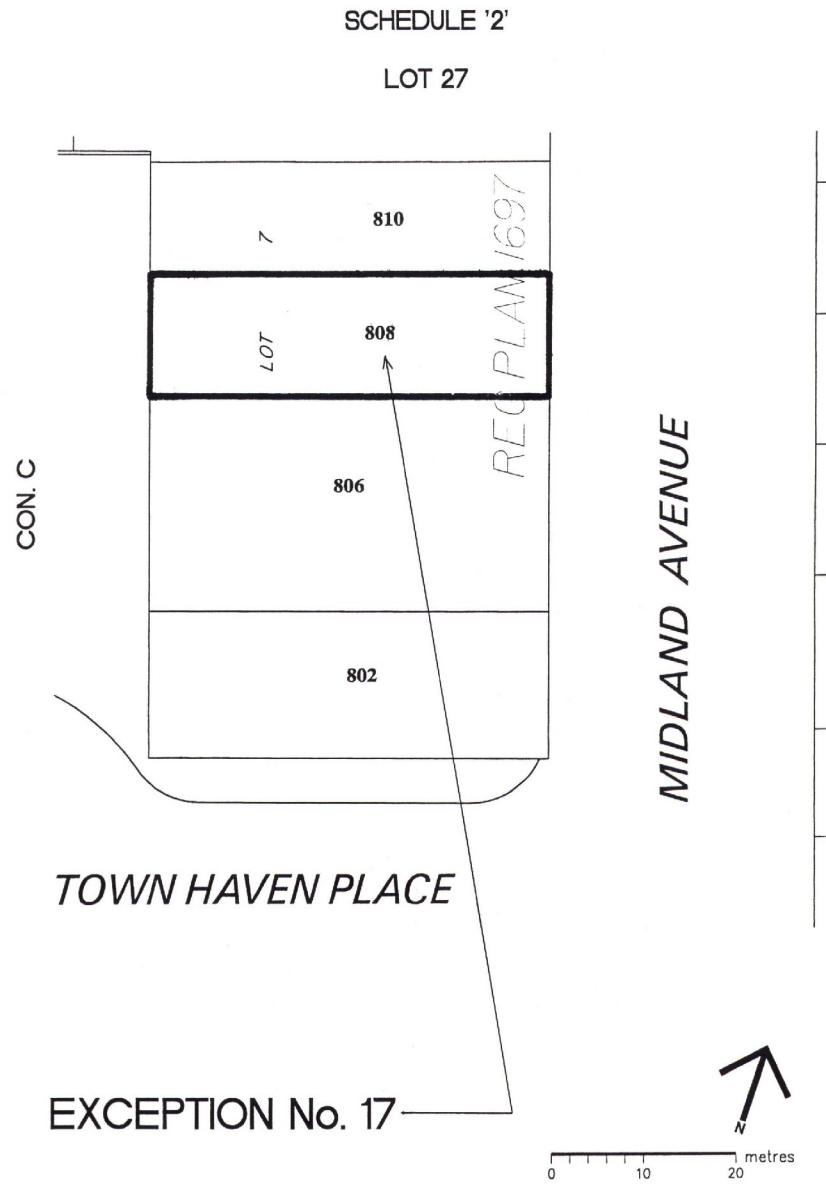 SCHEDULE '2'
LOT 27
810
LOT 7
REG PLAN 1697
808
806
802
CON. C
MIDLAND AVENUE
TOWN HAVEN PLACE
EXCEPTION No. 17
N
metres
0 10 20